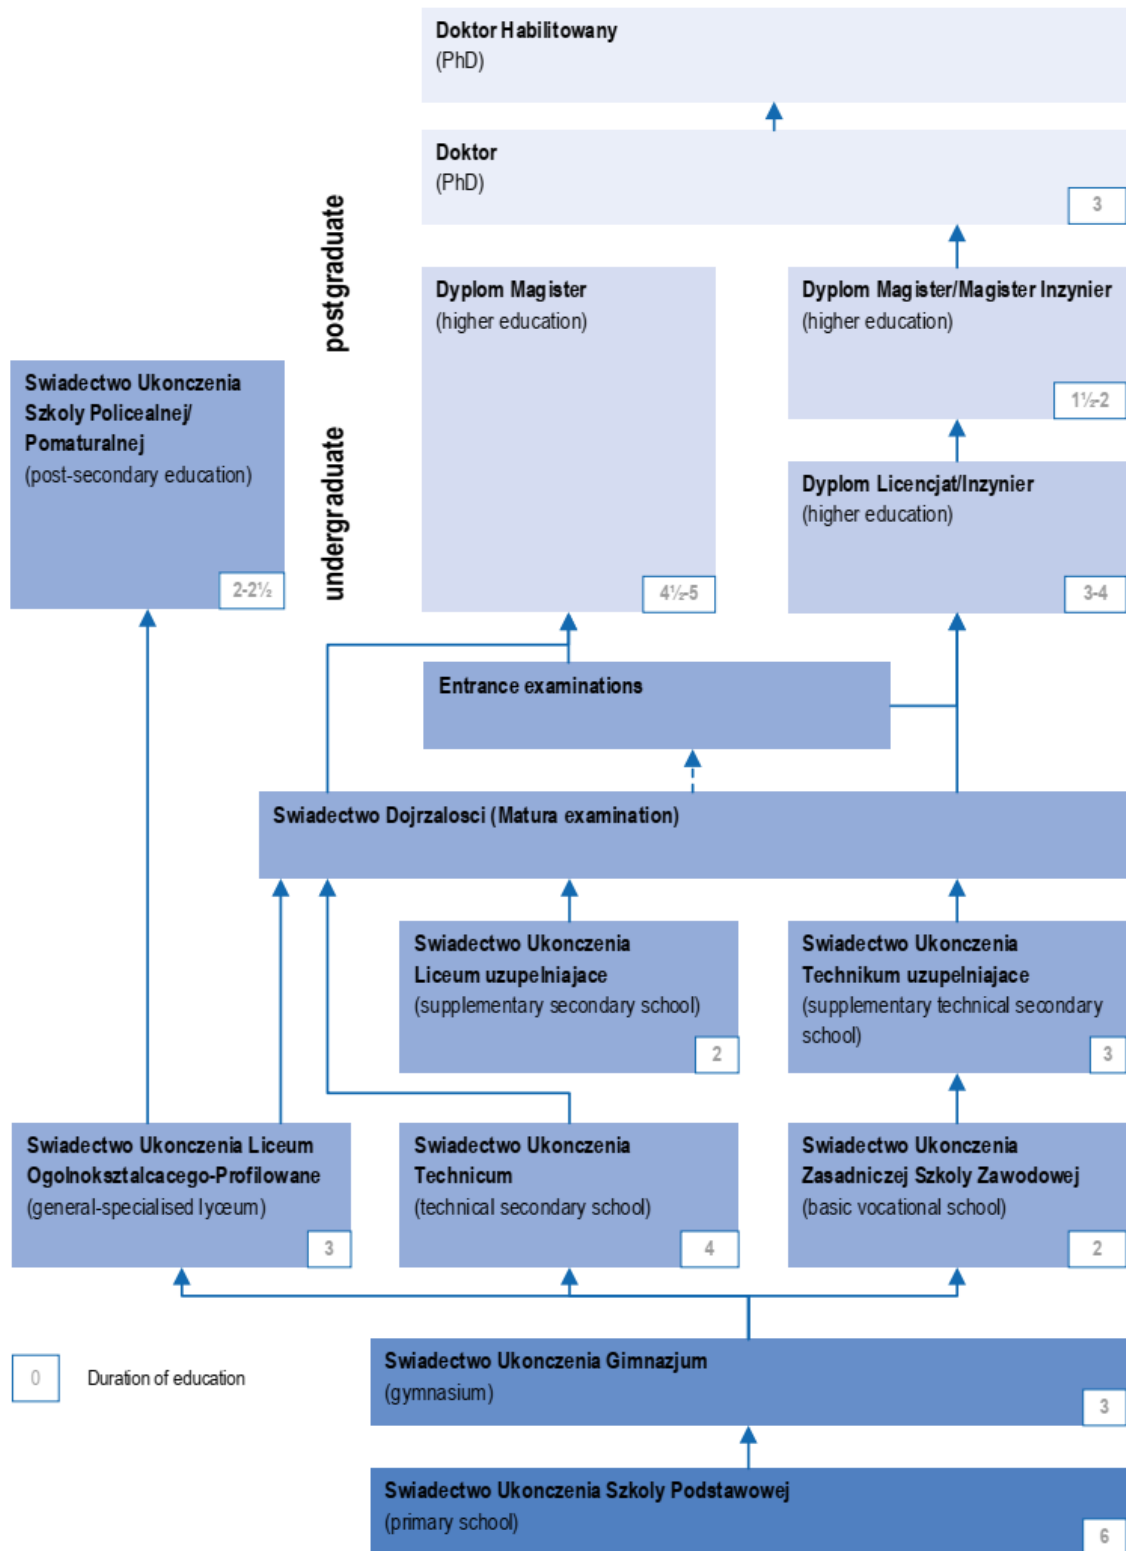 Doktor Habilitowany
(PhD)
Doktor
(PhD)
3
postgraduate
Dyplom Magister
(higher education)
Dyplom Magister/Magister Inzynier
(higher education)
1½-2
Swiadectwo Ukonczenia
Szkoly Policealnej/
Pomaturalnej
(post-secondary education)
2-2½
undergraduate
4½-5
Dyplom Licencjat/Inzynier
(higher education)
3-4
Entrance examinations
Swiadectwo Dojrzalosci (Matura examination)
Swiadectwo Ukonczenia
Liceum uzupelniajace
(supplementary secondary school)
2
Swiadectwo Ukonczenia
Technikum uzupelniajace
(supplementary technical secondary
school)
3
Swiadectwo Ukonczenia Liceum
Ogolnoksztalcacego-Profilowane
(general-specialised lyceum)
3
Swiadectwo Ukonczenia
Technicum
(technical secondary school)
4
Swiadectwo Ukonczenia
Zasadniczej Szkoly Zawodowej
(basic vocational school)
2
0
Duration of education
Swiadectwo Ukonczenia Gimnazjum
(gymnasium)
3
Swiadectwo Ukonczenia Szkoly Podstawowej
(primary school)
6